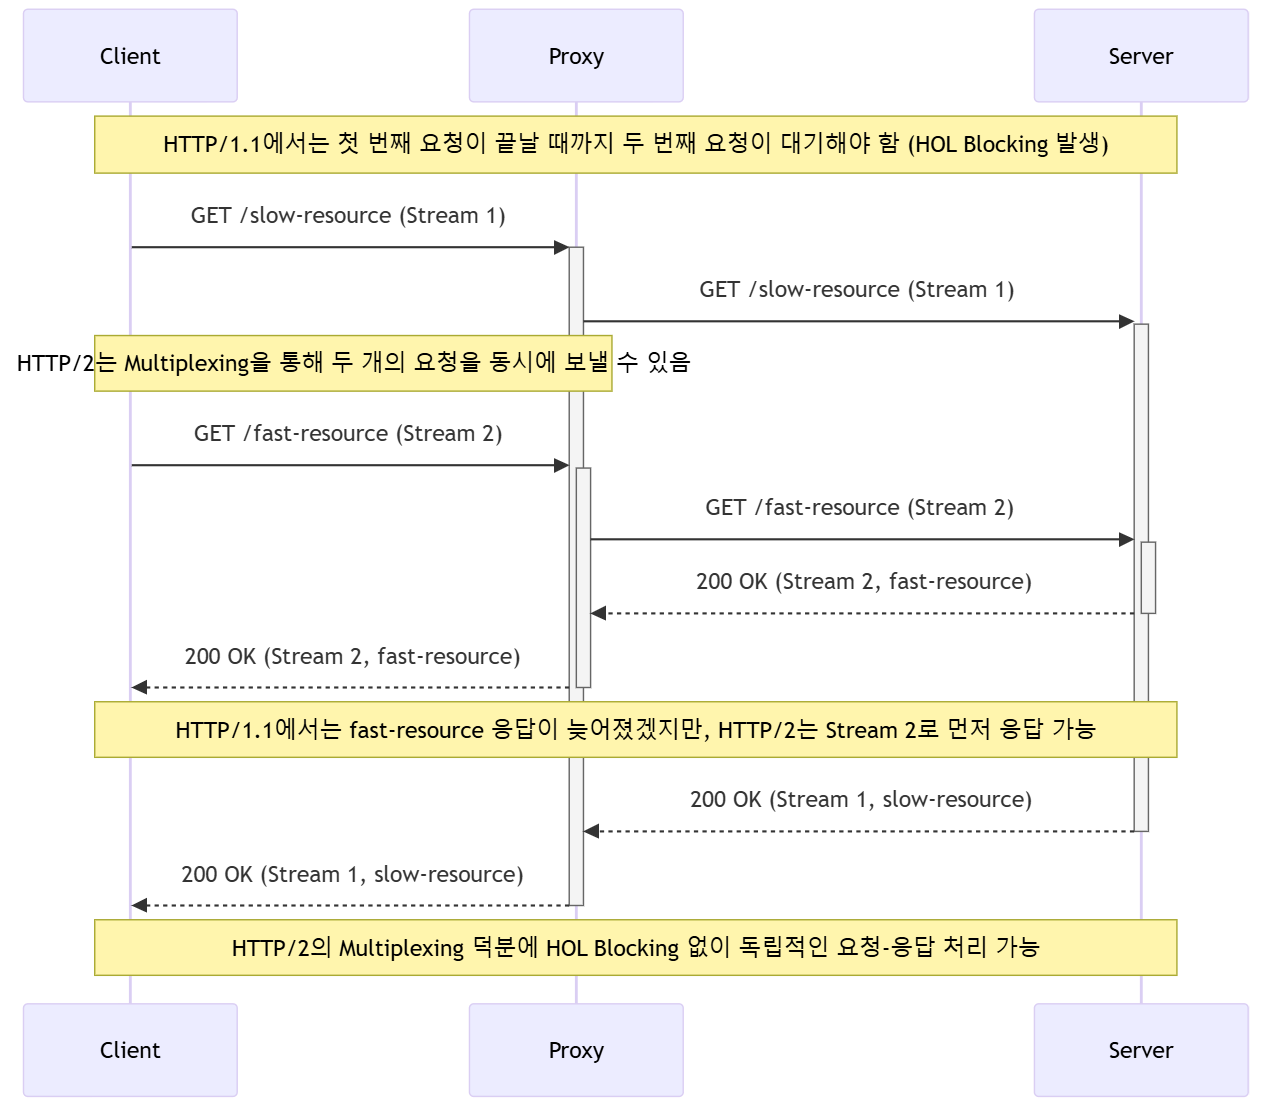 Client
Proxy
Server
HTTP/1.1에서는 첫 번째 요청이 끝날 때까지 두 번째 요청이 대기해야 함 (HOL Blocking 발생)
GET /slow-resource (Stream 1)
GET /slow-resource (Stream 1)
HTTP/2는 Multiplexing을 통해 두 개의 요청을 동시에 보낼 수 있음
GET /fast-resource (Stream 2)
GET /fast-resource (Stream 2)
200 OK (Stream 2, fast-resource)
200 OK (Stream 2, fast-resource)
HTTP/1.1에서는 fast-resource 응답이 늦어졌겠지만, HTTP/2는 Stream 2로 먼저 응답 가능
200 OK (Stream 1, slow-resource)
200 OK (Stream 1, slow-resource)
HTTP/2의 Multiplexing 덕분에 HOL Blocking 없이 독립적인 요청-응답 처리 가능
Client
Proxy
Server